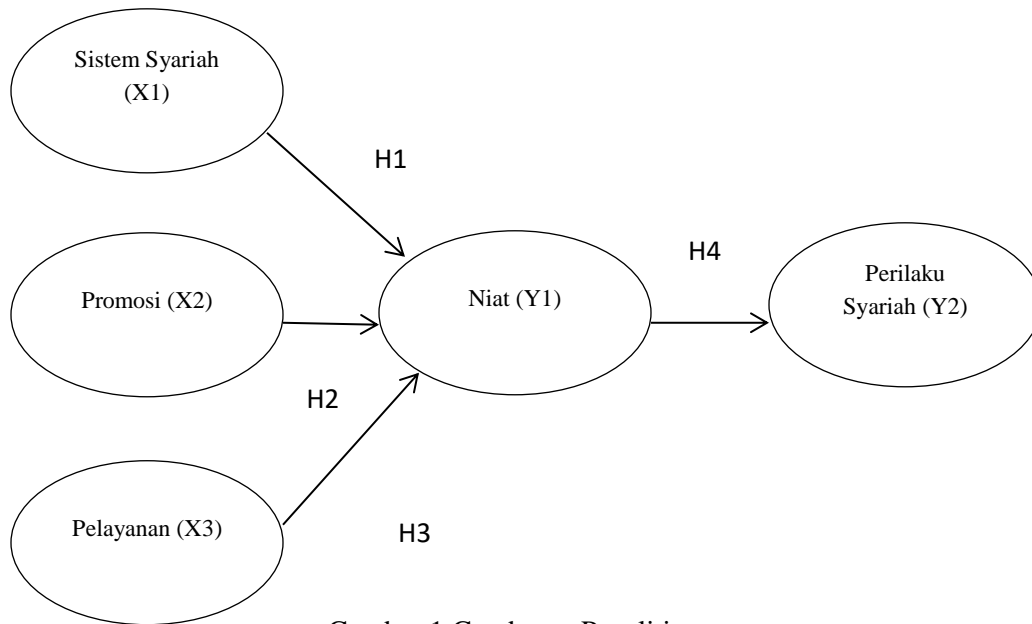 Sistem Syariah
(X1)
H1
H4
Promosi (X2)
Niat (Y1)
Perilaku
Syariah (Y2)
H2
Pelayanan (X3)
H3